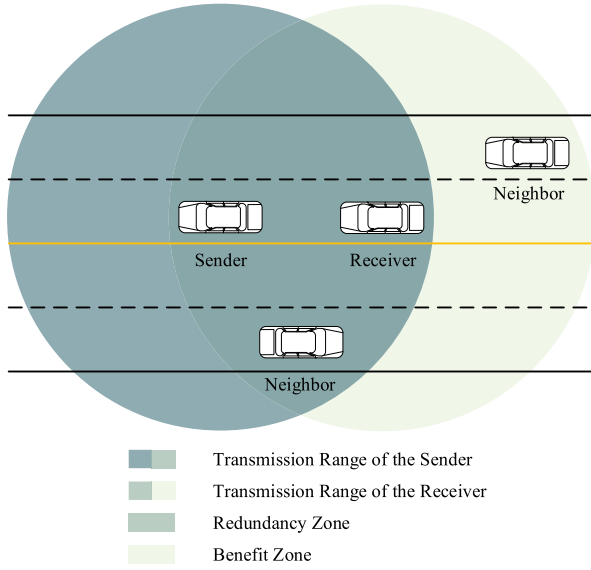 Neighbor
Sender
Receiver
Neighbor
Transmission Range of the Sender
Transmission Range of the Receiver
Redundancy Zone
Benefit Zone